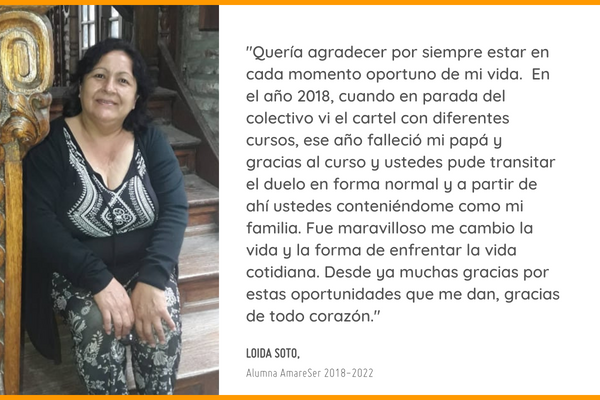 "Quería agradecer por siempre estar en
cada momento oportuno de mi vida.  En
el año 2018, cuando en parada del
colectivo vi el cartel con diferentes
cursos, ese año falleció mi papá y
gracias al curso y ustedes pude transitar
el duelo en forma normal y a partir de
ahí ustedes conteniéndome como mi
familia. Fue maravilloso me cambio la
vida y la forma de enfrentar la vida
cotidiana. Desde ya muchas gracias por
estas oportunidades que me dan, gracias
de todo corazón."
LOIDA SOTO,
Alumna AmareSer 2018-2022